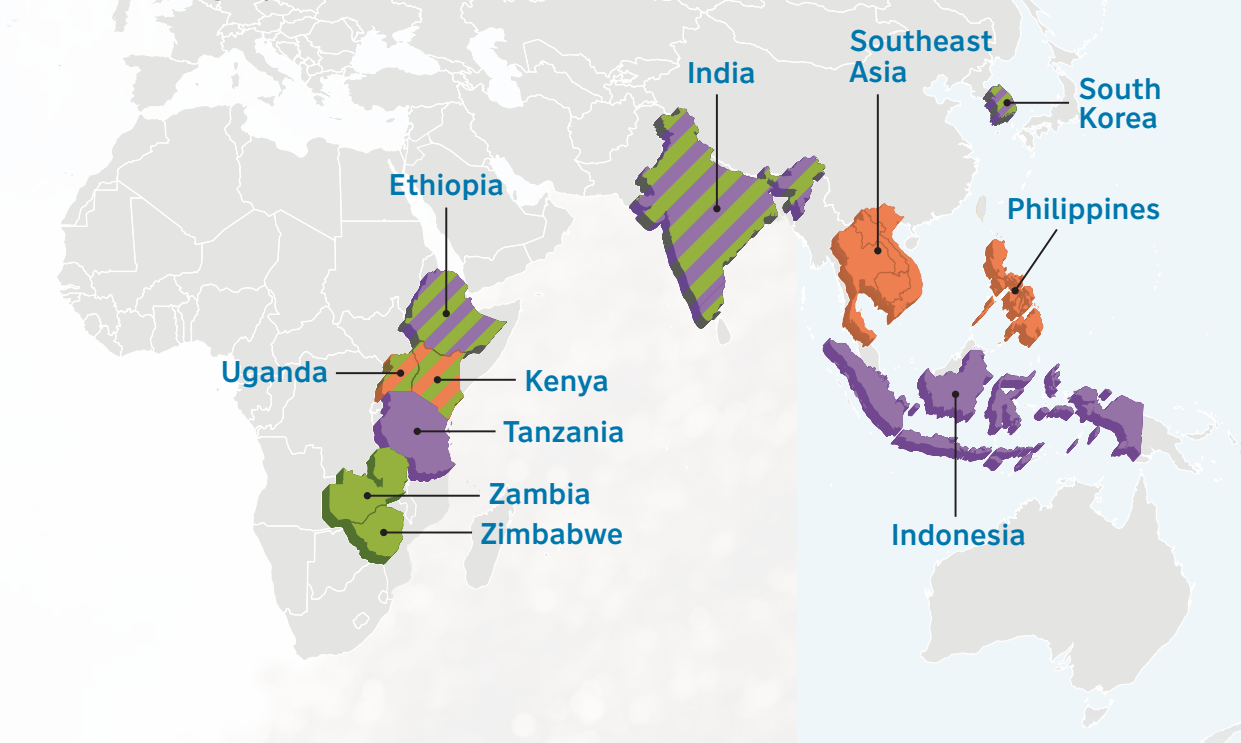 Southeast
Asia
India
South
Korea
Ethiopia
Philippines
Uganda
Kenya
Tanzania
Zambia
Zimbabwe
Indonesia